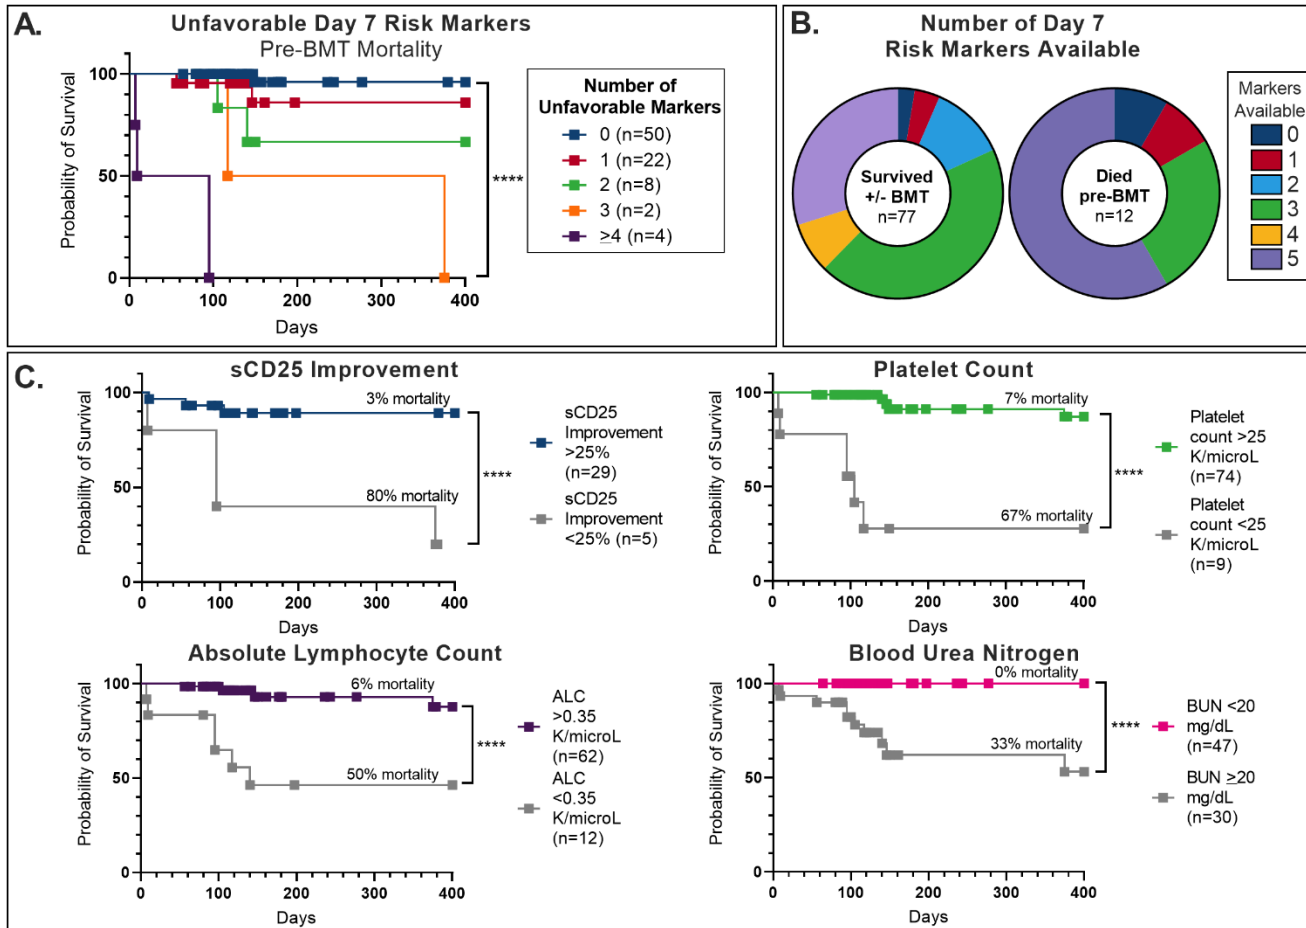 A.
Unfavorable Day 7 Risk Markers
Pre-BMT Mortality
Probability of Survival
100
50
0
0
100
200
300
400
Days
****
Number of
Unfavorable Markers
0 (n=50)
1 (n=22)
2 (n=8)
3 (n=2)
≥4 (n=4)
B.
Number of Day 7
Risk Markers Available
Survived
+/- BMT
n=77
Died
pre-BMT
n=12
Markers
Available
0
1
2
3
4
5
C.
sCD25 Improvement
Probability of Survival
100
50
0
0
100
200
300
400
Days
3% mortality
80% mortality
****
sCD25
Improvement
>25%
(n=29)
sCD25
Improvement
<25% (n=5)
Platelet Count
Probability of Survival
100
50
0
0
100
200
300
400
Days
7% mortality
67% mortality
****
Platelet
count >25
K/microL
(n=74)
Platelet
count <25
K/microL
(n=9)
Absolute Lymphocyte Count
Probability of Survival
100
50
0
0
100
200
300
400
Days
6% mortality
50% mortality
****
ALC
>0.35
K/microL
(n=62)
ALC
<0.35
K/microL
(n=12)
Blood Urea Nitrogen
Probability of Survival
100
50
0
0
100
200
300
400
Days
0% mortality
33% mortality
****
BUN <20
mg/dL
(n=47)
BUN ≥20
mg/dL
(n=30)